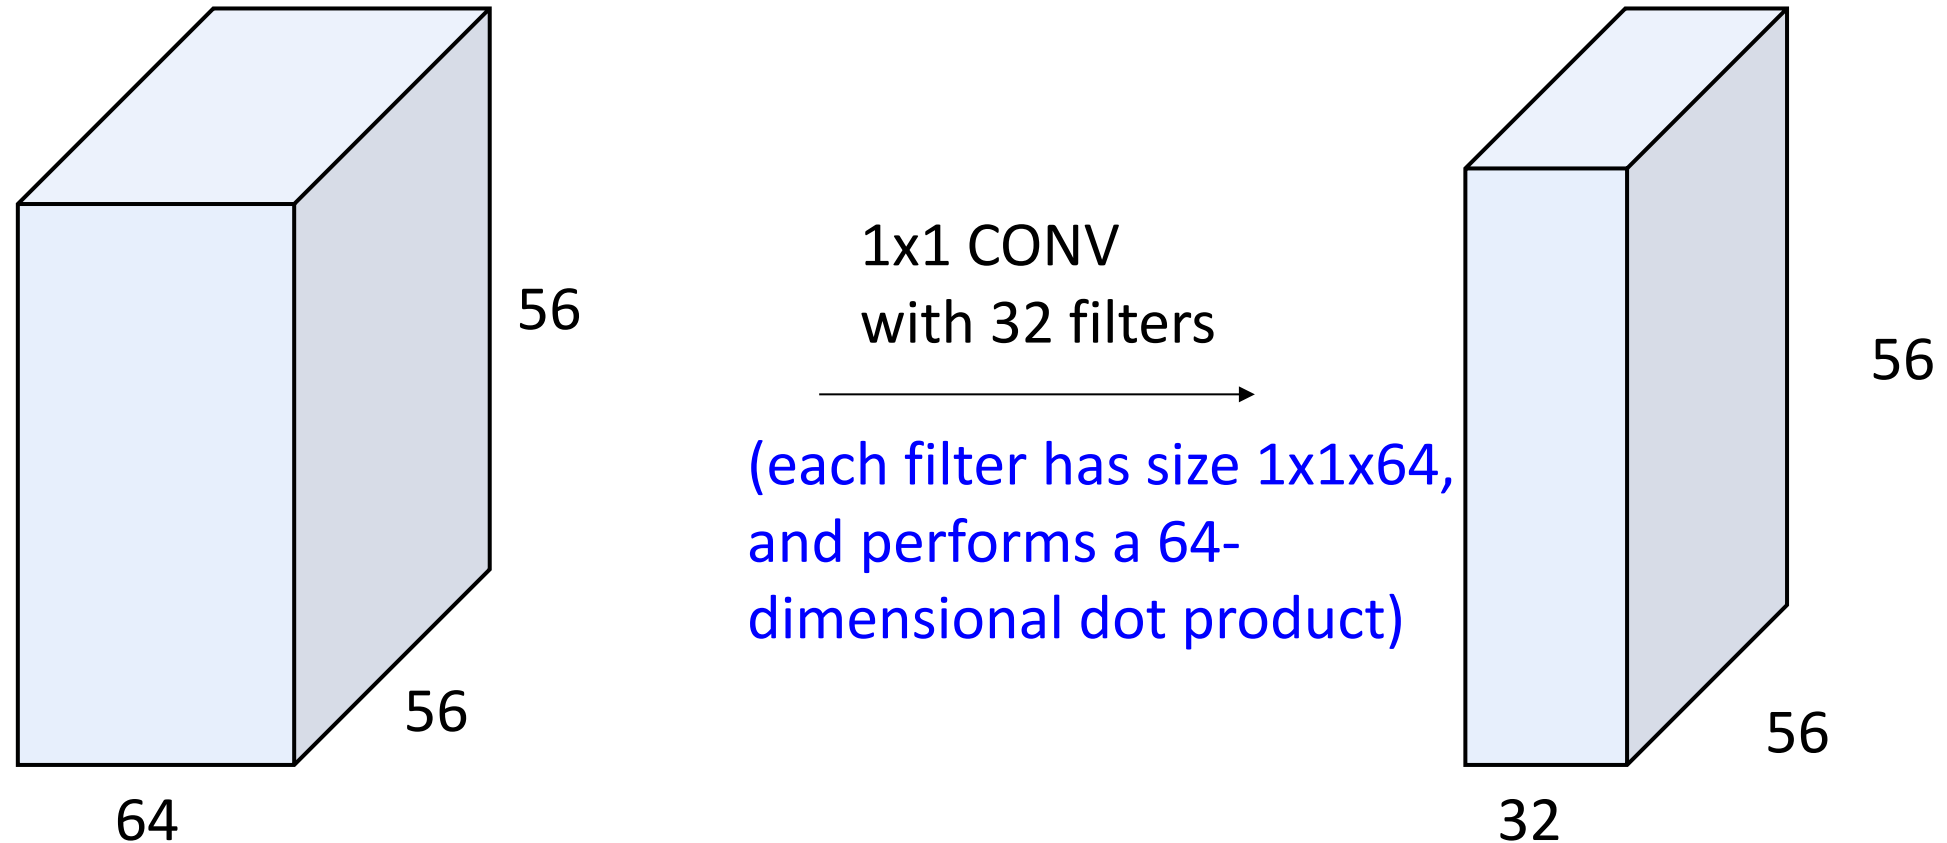 56
56
64
1x1 CONV
with 32 filters
(each filter has size 1x1x64,
and performs a 64-
dimensional dot product)
56
56
32